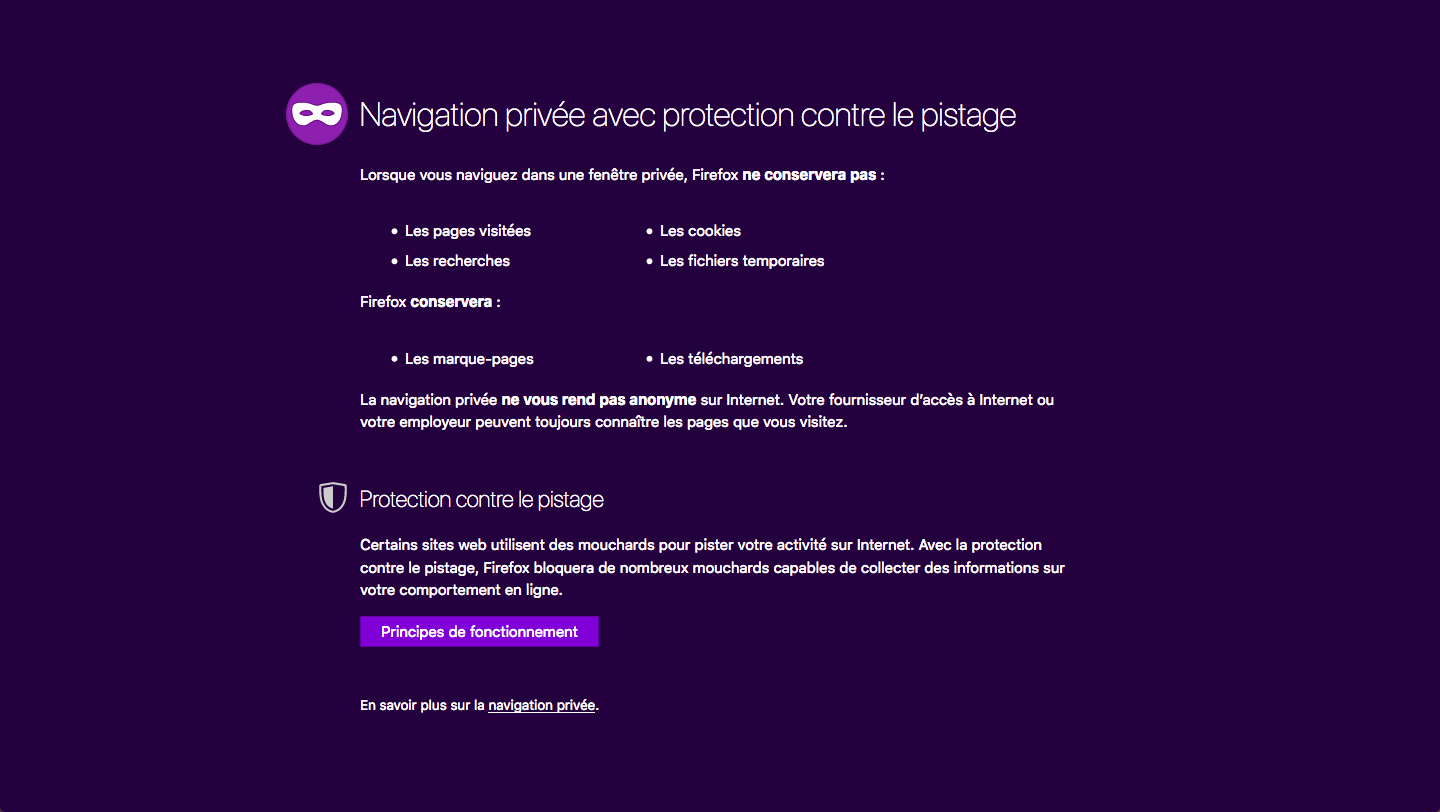 Navigation privée avec protection contre le pistage
Lorsque vous naviguez dans une fenêtre privée, Firefox ne conservera pas :
• Les pages visitées
• Les recherches
• Les cookies
• Les fichiers temporaires
Firefox conservera :
• Les marque-pages
• Les téléchargements
La navigation privée ne vous rend pas anonyme sur Internet. Votre fournisseur d’accès à Internet ou
votre employeur peuvent toujours connaître les pages que vous visitez.
Protection contre le pistage
Certains sites web utilisent des mouchards pour pister votre activité sur Internet. Avec la protection
contre le pistage, Firefox bloquera de nombreux mouchards capables de collecter des informations sur
votre comportement en ligne.
Principes de fonctionnement
En savoir plus sur la navigation privée.